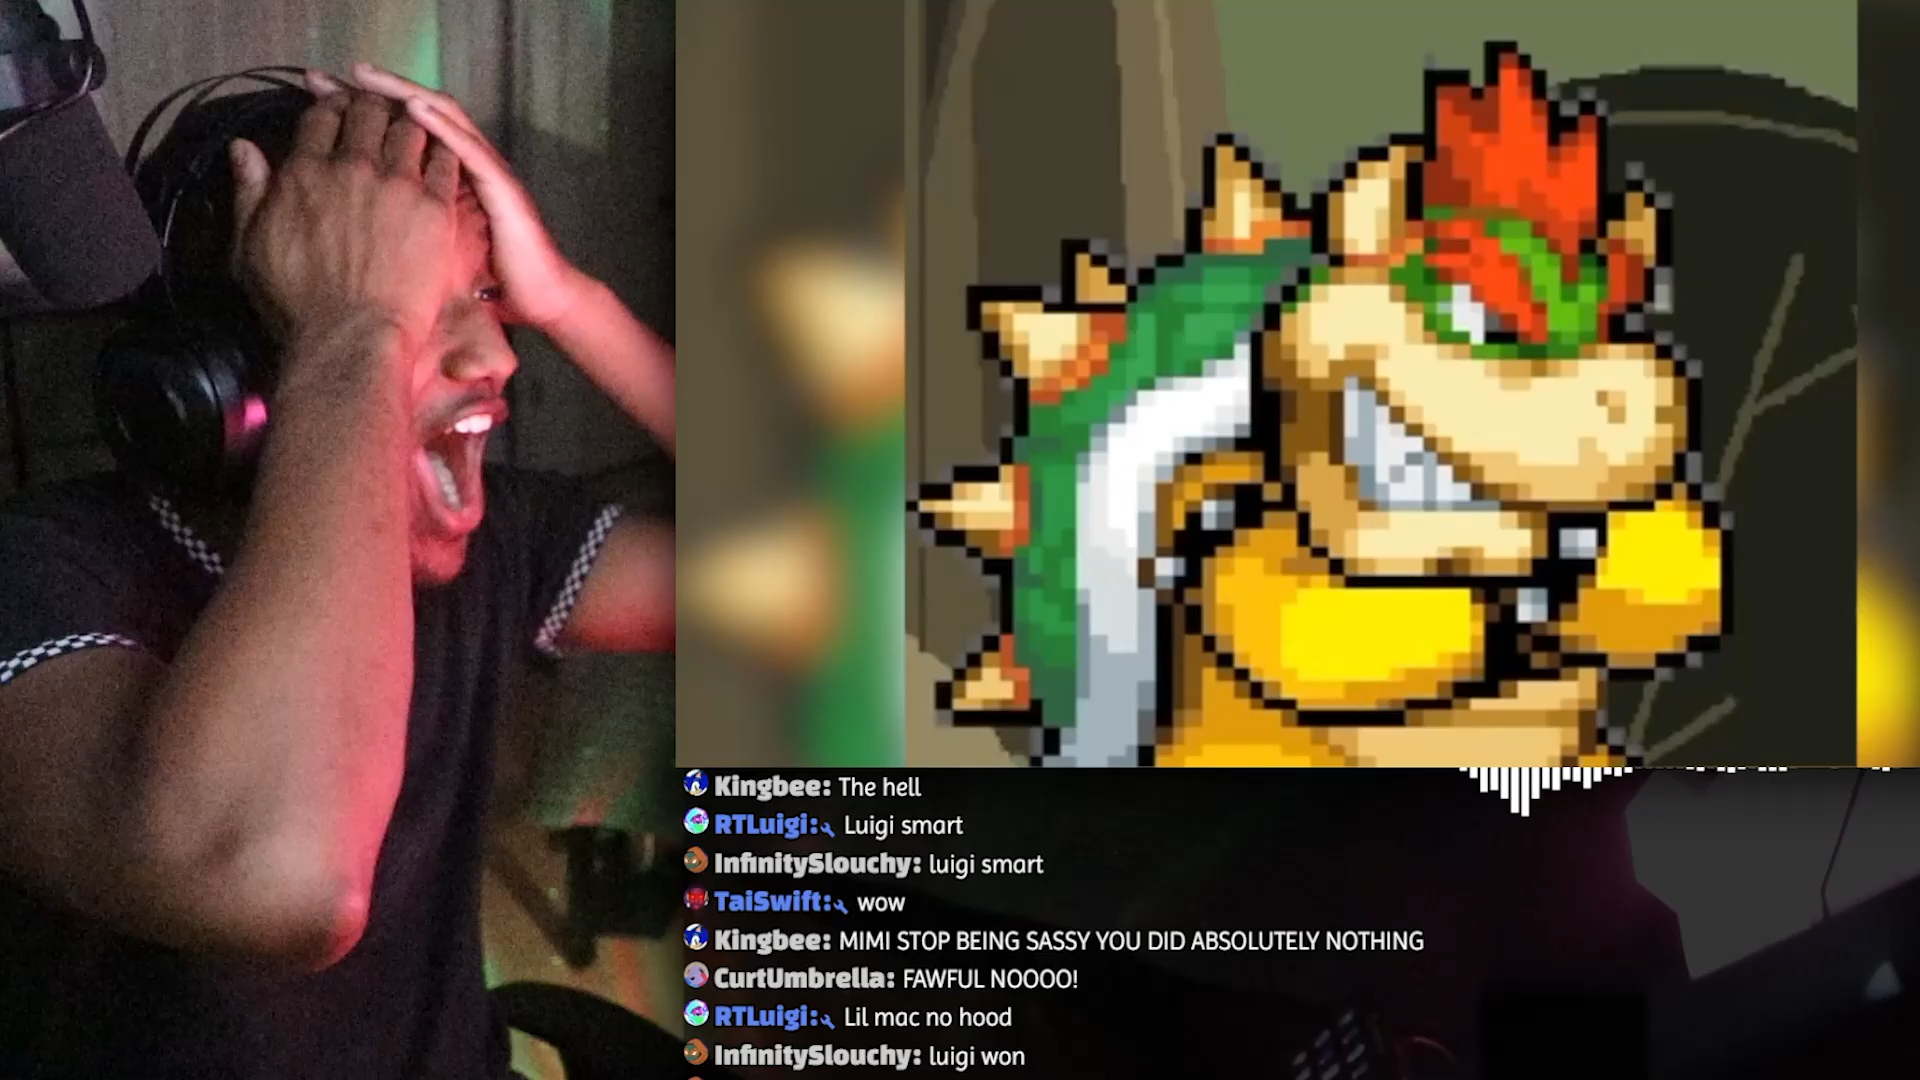 Kingbee: The hell
RTLuigi: Luigi smart
InfinitySlouchy: luigi smart
TaiSwift: wow
Kingbee: MIMI STOP BEING SASSY YOU DID ABSOLUTELY NOTHING
CurtUmbrella: FAWFUL NOOOO!
RTLuigi: Lil mac no hood
InfinitySlouchy: luigi won